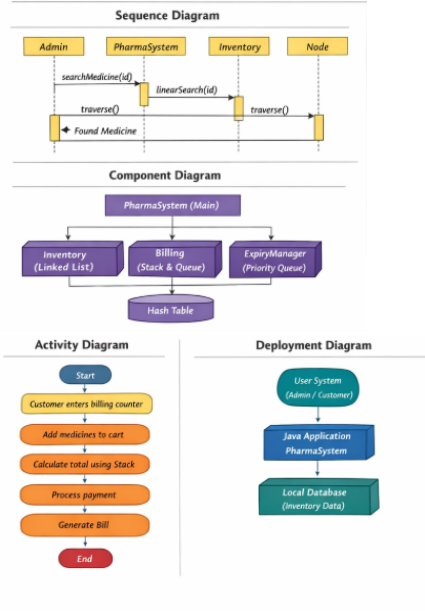 Sequence Diagram
Admin
PharmaSystem
Inventory
Node
searchMedicine(id)
linearSearch(id)
traverse()
traverse()
Found Medicine
Component Diagram
PharmaSystem (Main)
Inventory
(Linked List)
Billing
(Stack & Queue)
ExpiryManager
(Priority Queue)
Hash Table
Activity Diagram
Start
Customer enters billing counter
Add medicines to cart
Calculate total using Stack
Process payment
Generate Bill
End
Deployment Diagram
User System
(Admin / Customer)
Java Application
PharmaSystem
Local Database
(Inventory Data)